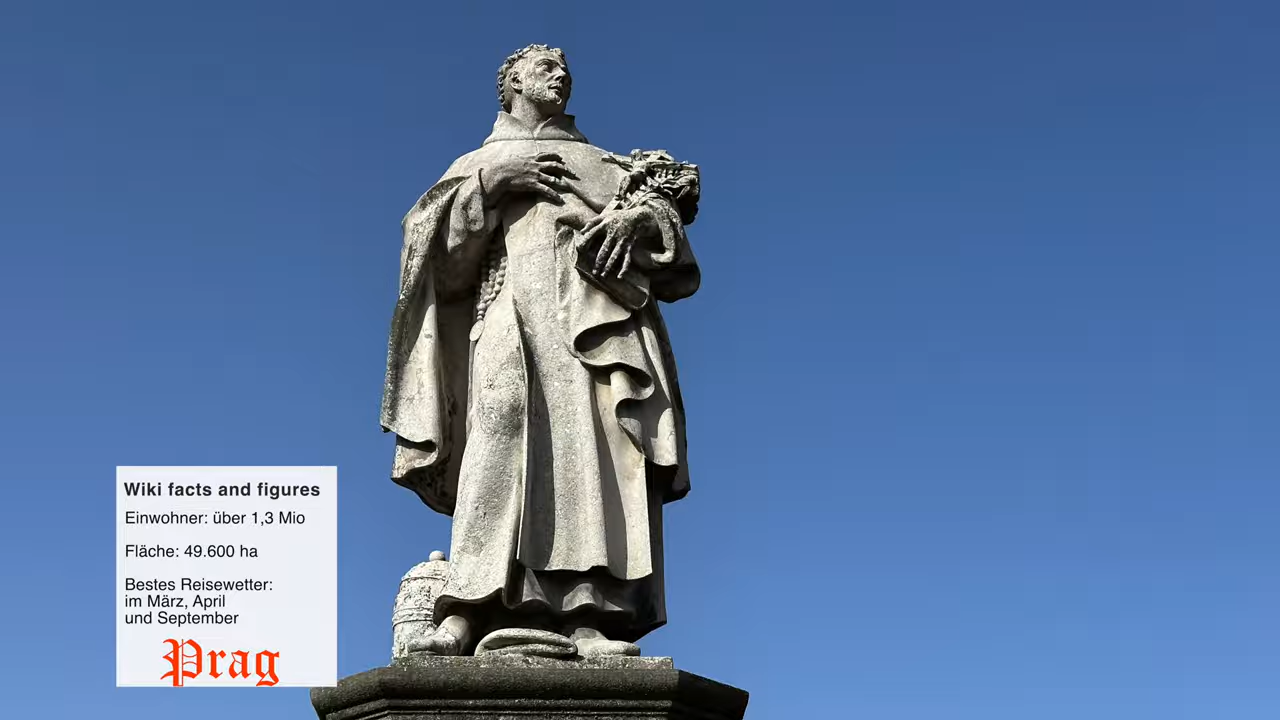 Wiki facts and figures
Einwohner: über 1,3 Mio
Fläche: 49.600 ha
Bestes Reisewetter:
im März, April
und September
Prag